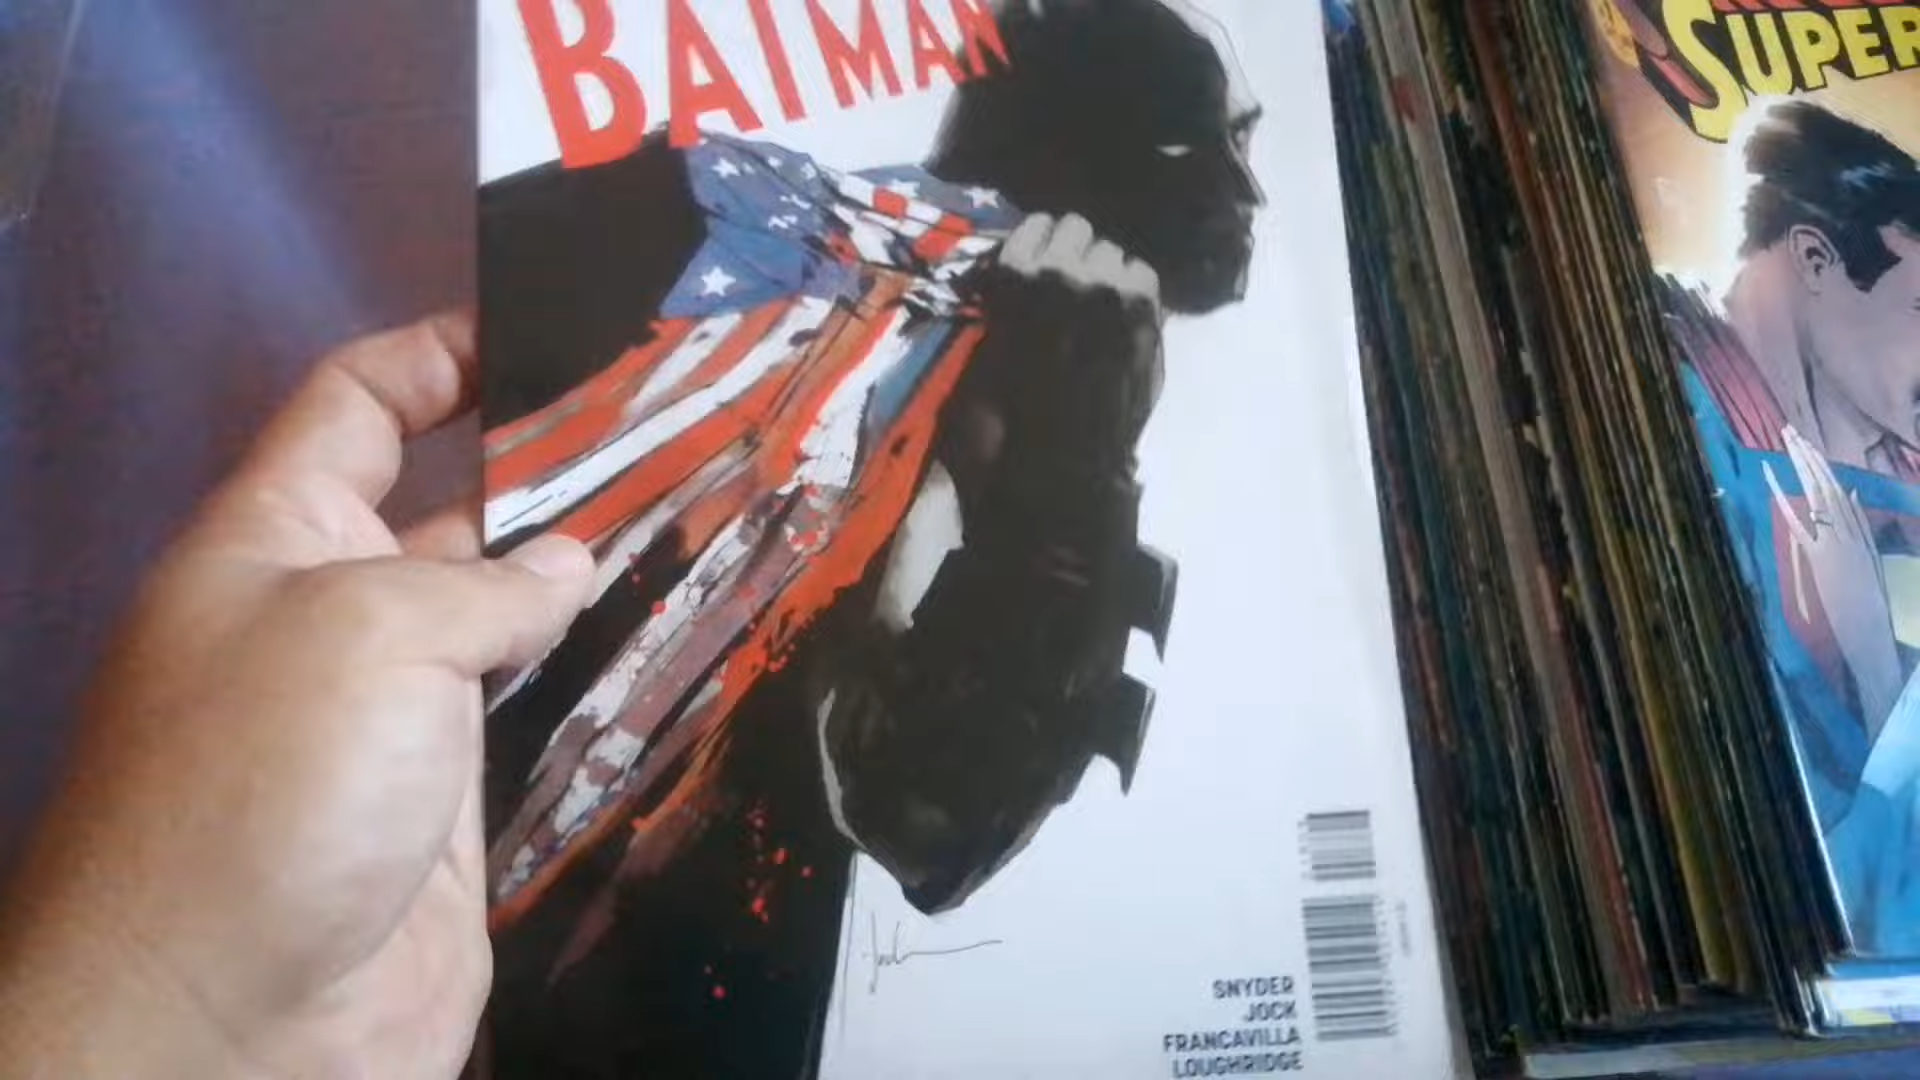 BATMAN
SUPER
SNYDER
JOCK
FRANCAVILLA
LOUGHRIDGE